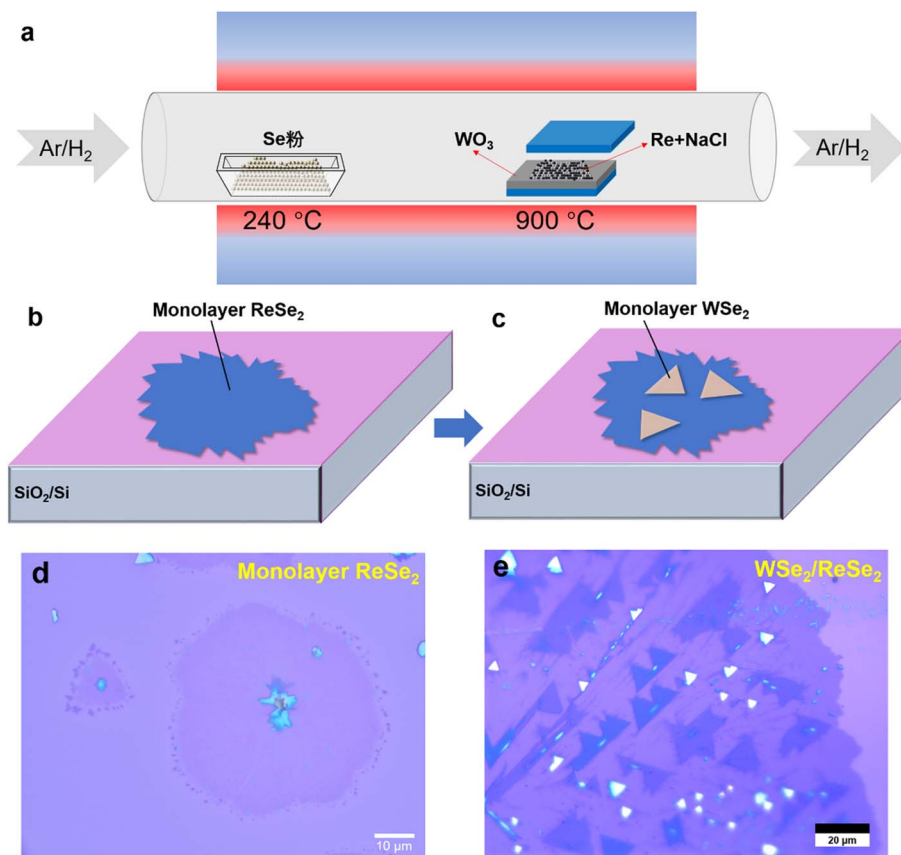 a
Se粉
WO₃
Re+NaCl
Ar/H₂
Ar/H₂
240 °C
900 °C
b
Monolayer ReSe₂
SiO₂/Si
c
Monolayer WSe₂
SiO₂/Si
d
Monolayer ReSe₂
10 μm
e
WSe₂/ReSe₂
20 μm